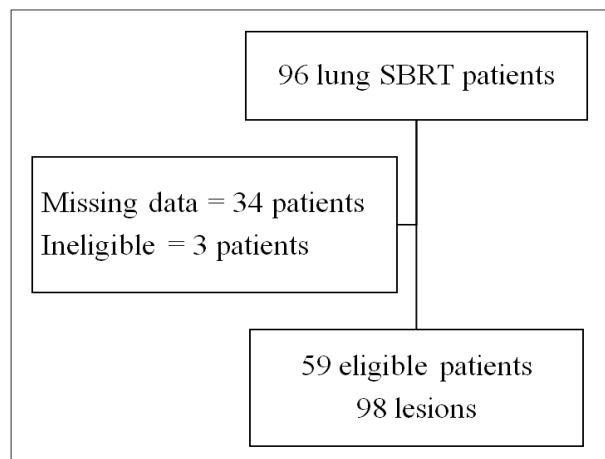 96 lung SBRT patients
Missing data = 34 patients
Ineligible = 3 patients
59 eligible patients
98 lesions